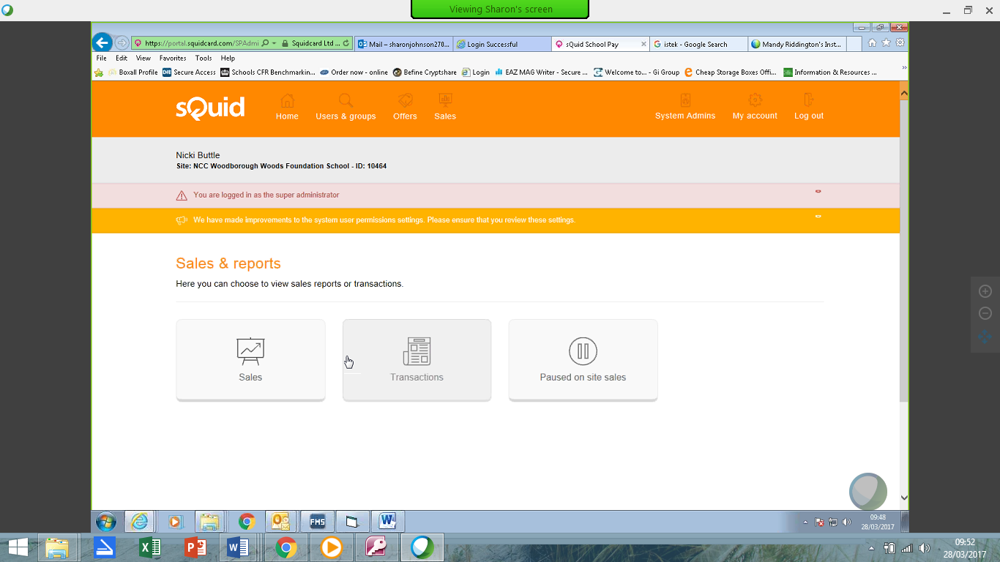 Viewing Sharon's screen
https://portal.squidcard.com/SPAdmi
Squidcard Ltd ...
Mail – sharonjohnson270...
Login Successful
sQuid School Pay
istek - Google Search
Mandy Riddington's Inst...
File Edit View Favorites Tools Help
Boxall Profile
Secure Access
Schools CFR Benchmarkin...
Order now - online
Befine Cryptshare
Login
EAZ MAG Writer - Secure ...
Welcome to... - Gi Group
Cheap Storage Boxes Offi...
Information & Resources ...
sQuid
Home
Users & groups
Offers
Sales
System Admins
My account
Log out
Nicki Buttle
Site: NCC Woodborough Woods Foundation School - ID: 10464
You are logged in as the super administrator
We have made improvements to the system user permissions settings. Please ensure that you review these settings.
Sales & reports
Here you can choose to view sales reports or transactions.
Sales
Transactions
Paused on site sales
FMS
09:48
28/03/2017
09:52
28/03/2017